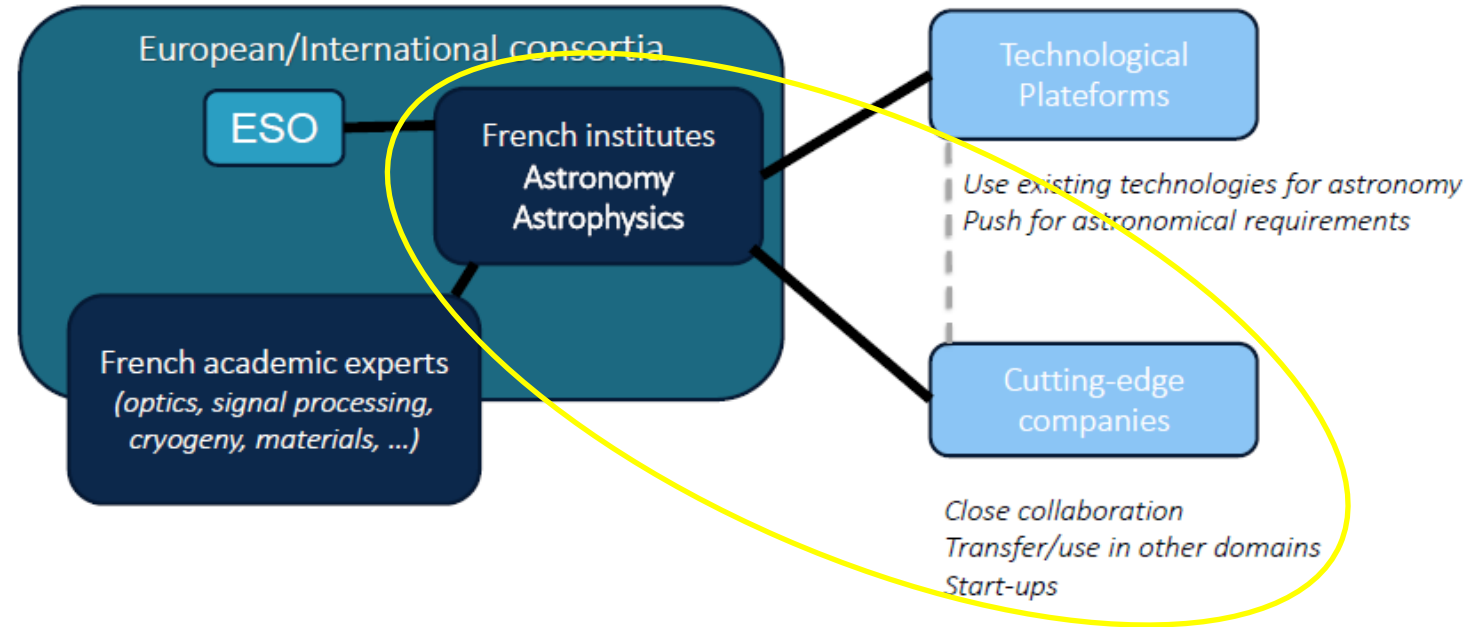 European/International consortia
ESO
French institutes
Astronomy
Astrophysics
French academic experts
(optics, signal processing,
cryogeny, materials, ...)
Technological
Plateforms
Use existing technologies for astronomy
Push for astronomical requirements
Cutting-edge
companies
Close collaboration
Transfer/use in other domains
Start-ups